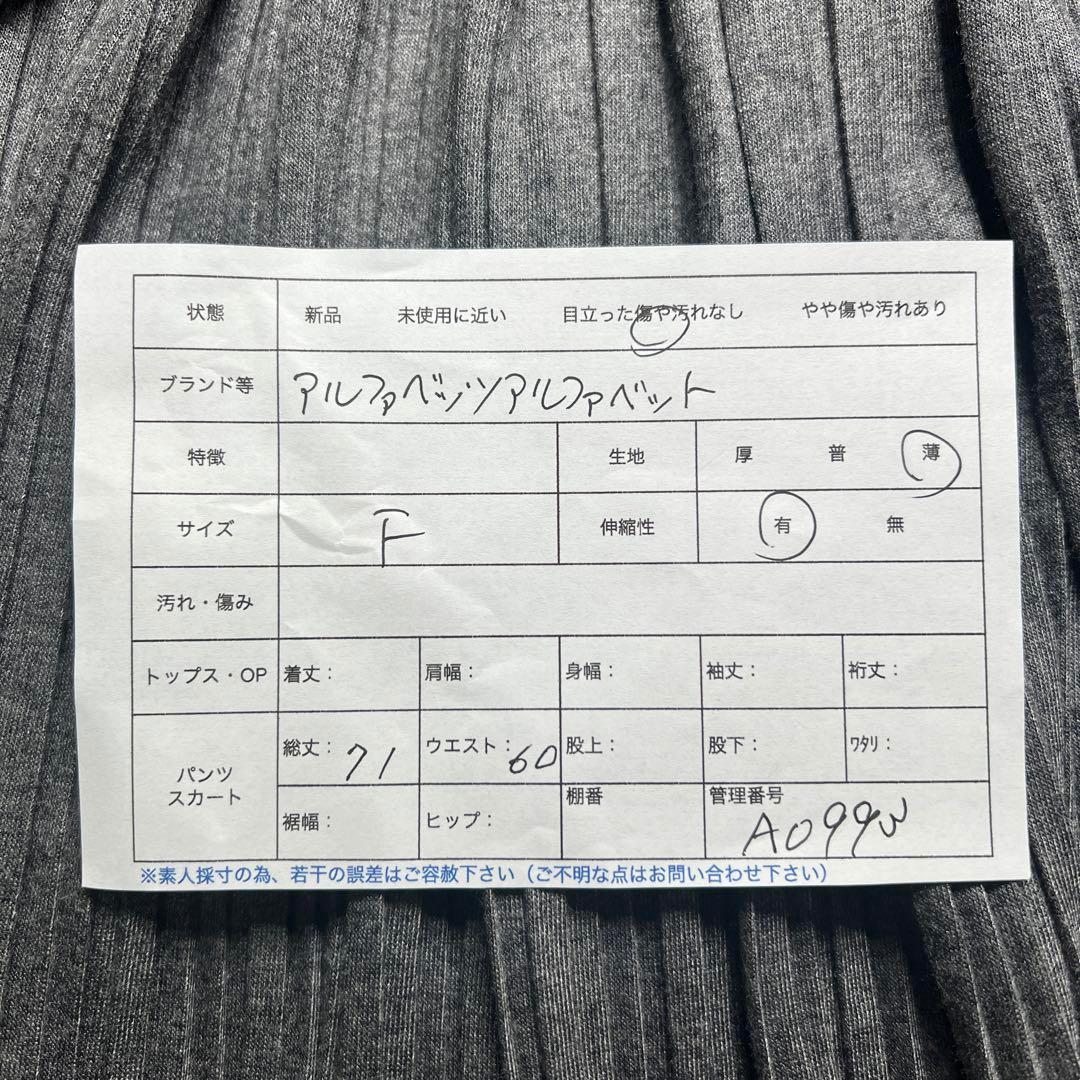 状態 新品 未使用に近い 目立った傷や汚れなし やや傷や汚れあり
ブランド等 アルファベッツアルファベット
特徴 生地 厚 普 薄
サイズ F 伸縮性 有 無
汚れ・傷み
トップス・OP 着丈: 肩幅: 身幅: 袖丈: 裄丈:
パンツ
スカート
総丈: 71 ウエスト: 60 股上: 股下: ワタリ:
裾幅: ヒップ: 棚番 管理番号
※素人採寸の為、若干の誤差はご容赦下さい（ご不明な点はお問い合わせ下さい）